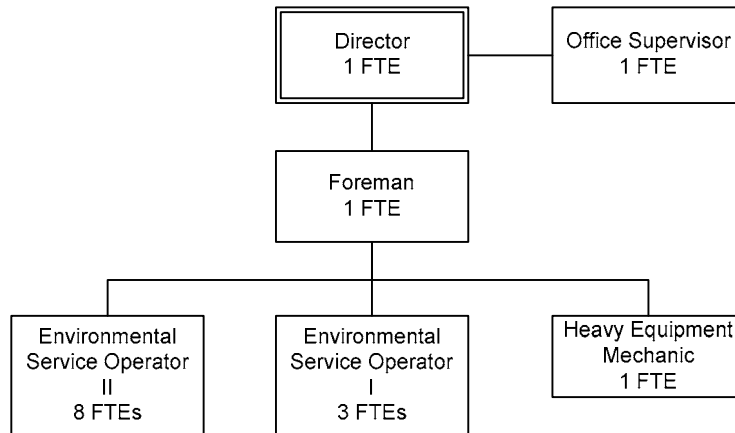 Director
1 FTE
Office Supervisor
1 FTE
Foreman
1 FTE
Environmental
Service Operator
II
8 FTEs
Environmental
Service Operator
I
3 FTEs
Heavy Equipment
Mechanic
1 FTE